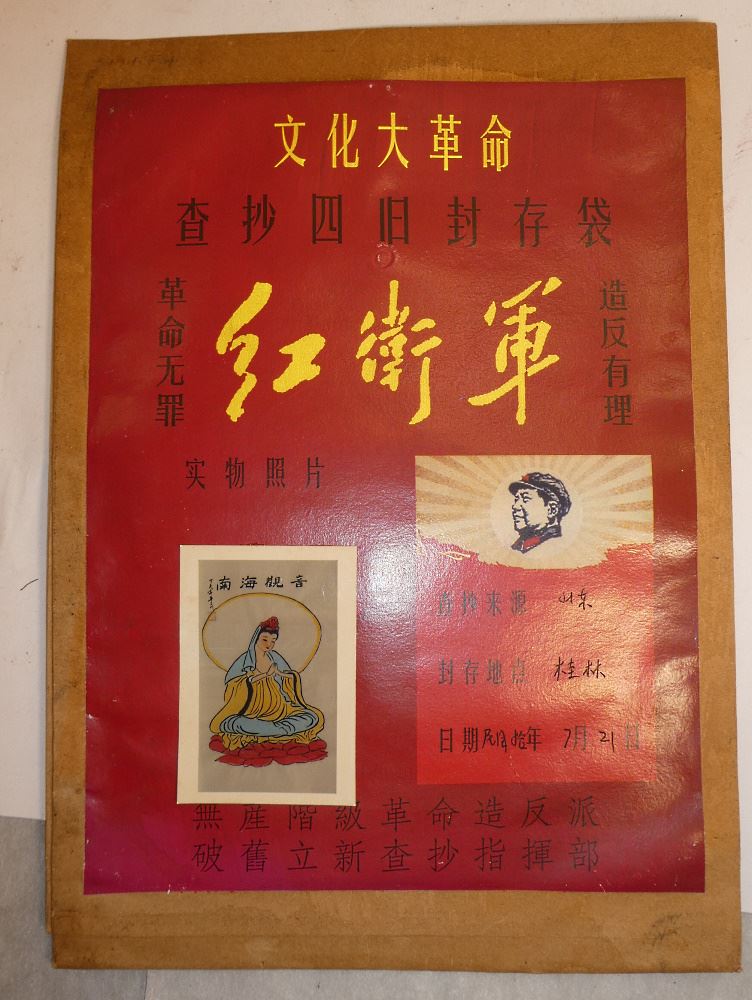 文化大革命
查抄四旧封存袋
革命无罪
红衛軍
造反有理
实物照片
南海觀音
查抄来源 山东
封存地点 桂林
日期 年 7月 21日
無産階級革命造反派
破舊立新查抄指揮部